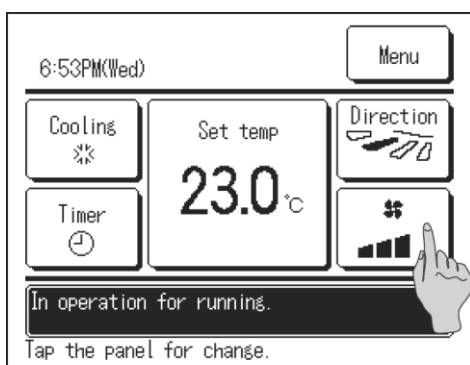 6:53PM(Wed)
Menu
Cooling
Set temp
Direction
23.0°C
Timer
In operation for running.
Tap the panel for change.